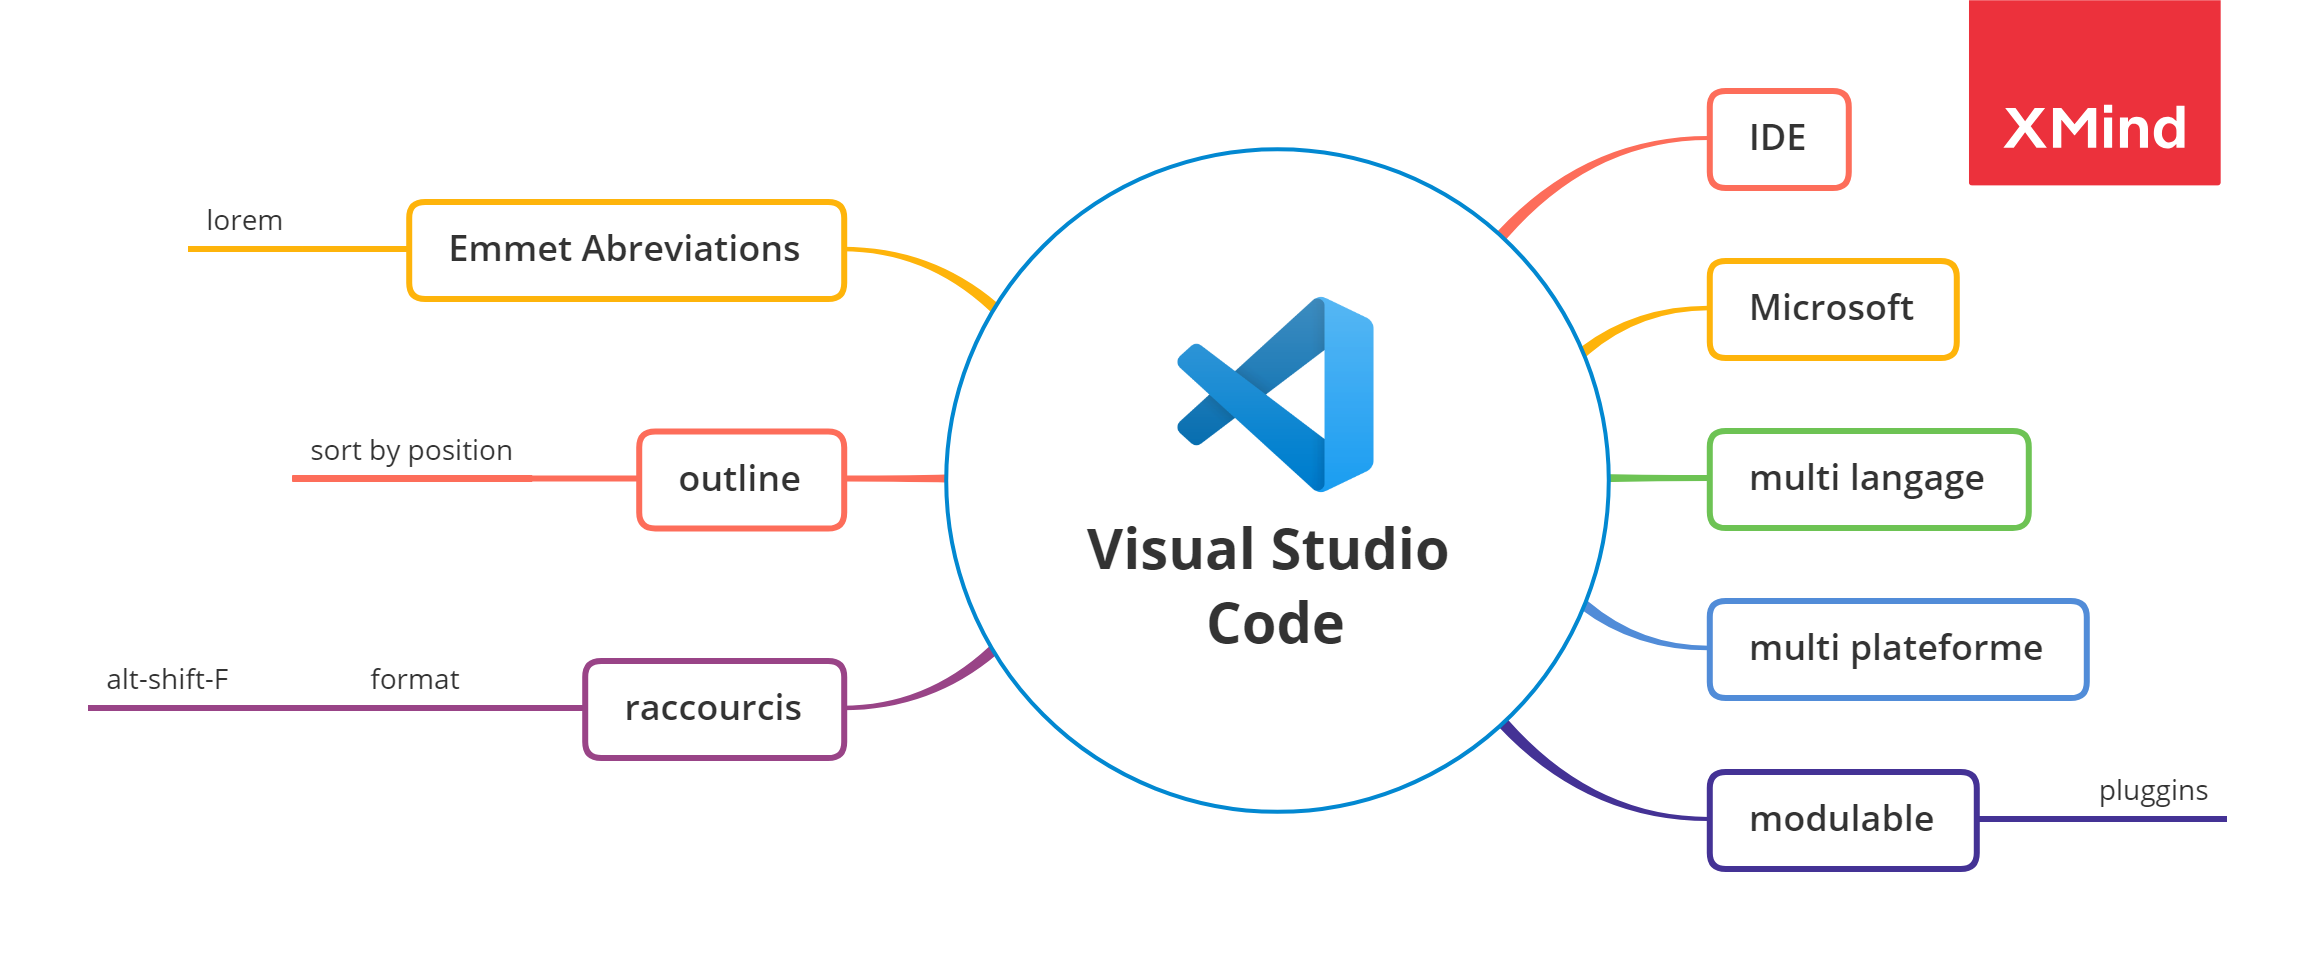 XMind
IDE
Microsoft
multi langage
multi plateforme
modulable
pluggins
Visual Studio
Code
Emmet Abreviations
lorem
outline
sort by position
raccourcis
format
alt-shift-F